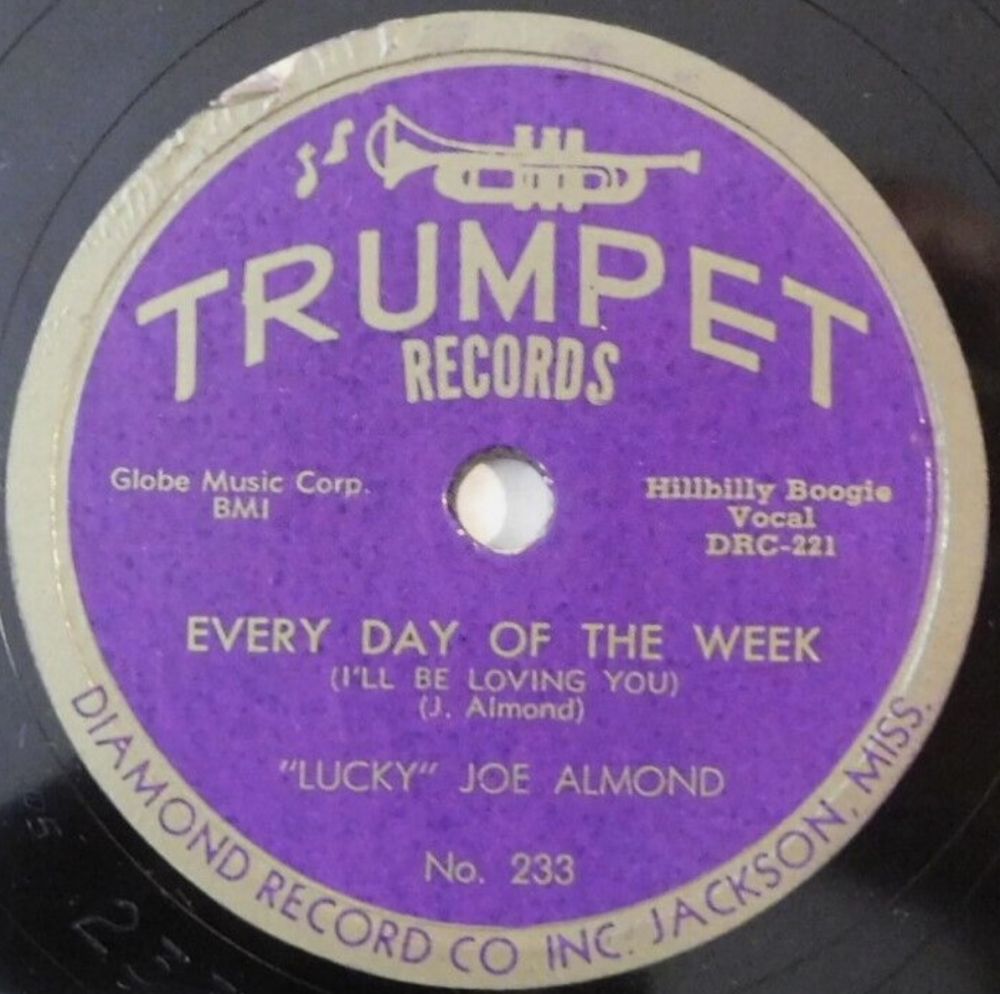 TRUMPET
RECORDS
Globe Music Corp.
BMI
Hillbilly Boogie
Vocal
DRC-221
EVERY DAY OF THE WEEK
(I'LL BE LOVING YOU)
(J. Almond)
"LUCKY" JOE ALMOND
No. 233
DIAMOND RECORD CO INC. JACKSON, MISS.